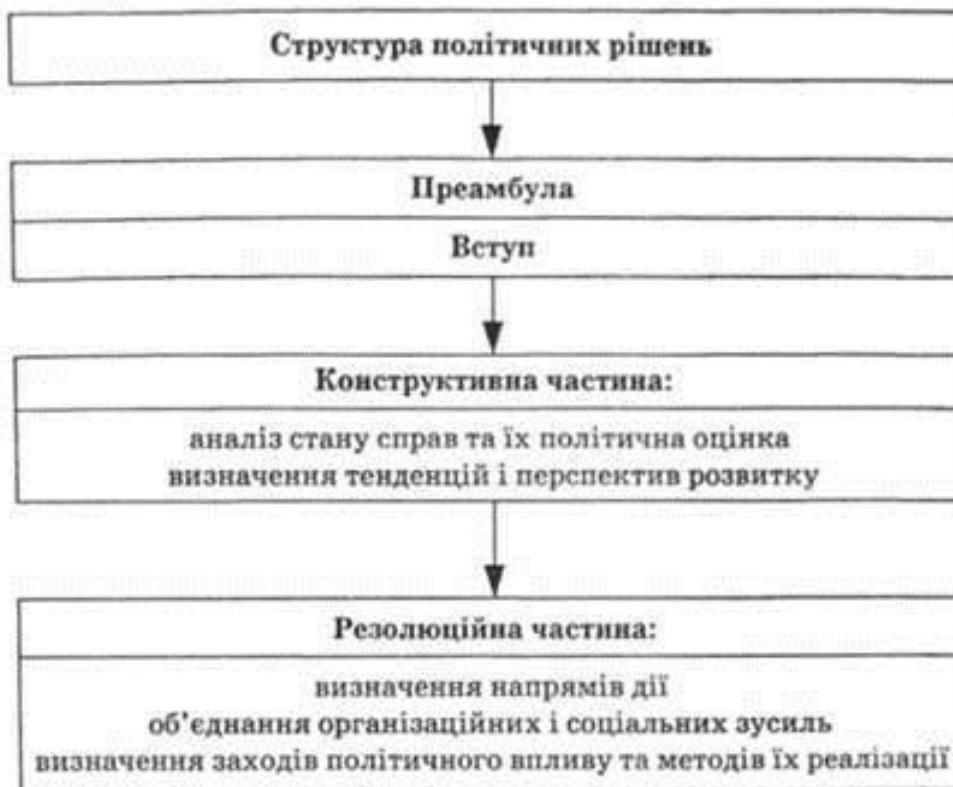 Структура політичних рішень
Преамбула
Вступ
Конструктивна частина:
аналіз стану справ та їх політична оцінка
визначення тенденцій і перспектив розвитку
Резолюційна частина:
визначення напрямів дії
об’єднання організаційних і соціальних зусиль
визначення заходів політичного впливу та методів їх реалізації